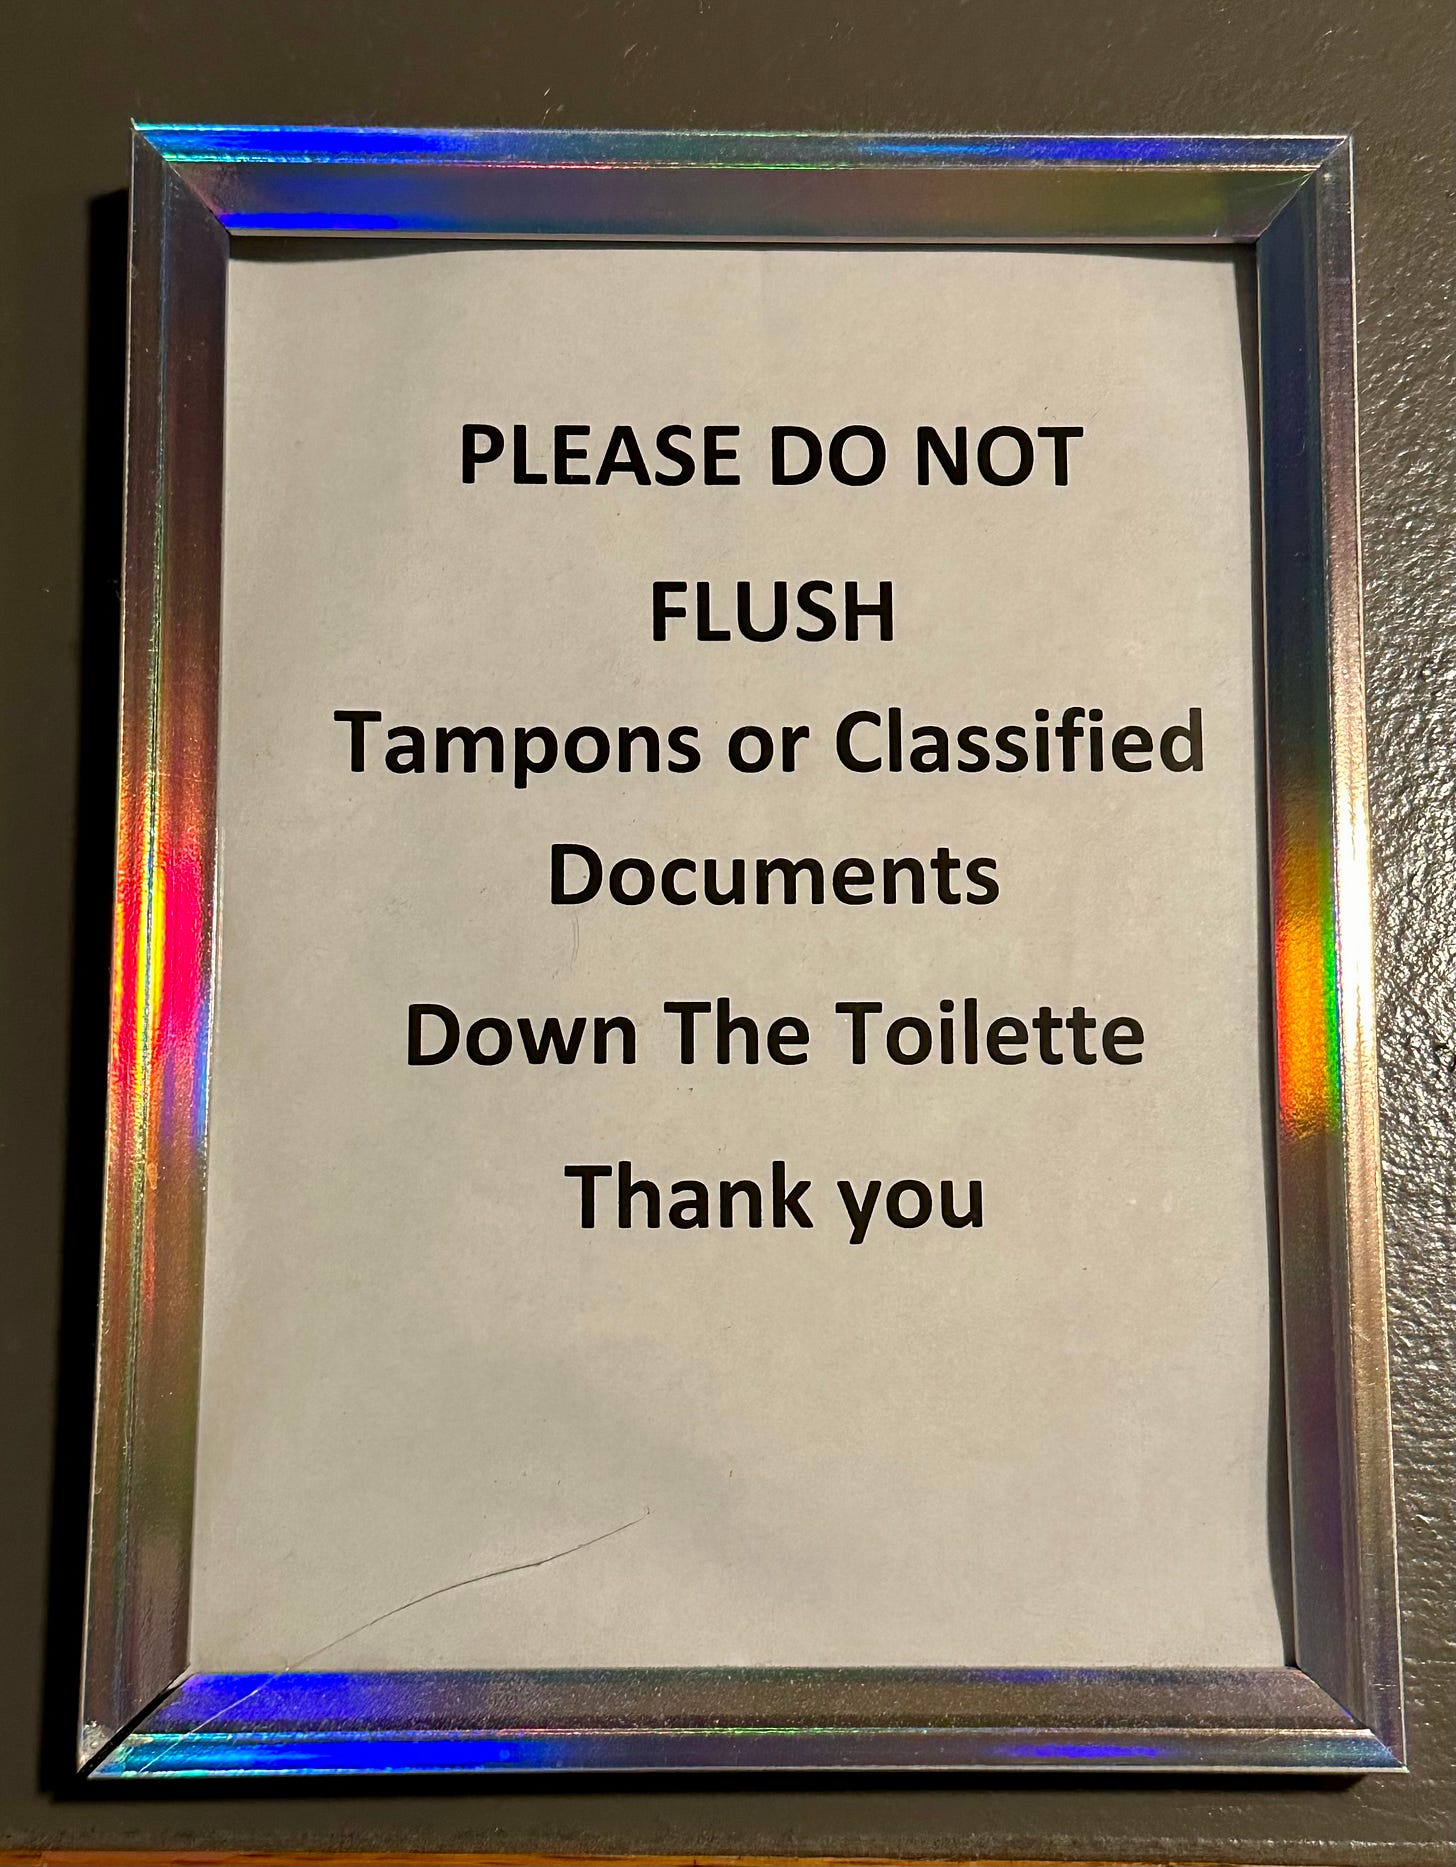 PLEASE DO NOT
FLUSH
Tampons or Classified
Documents
Down The Toilette
Thank you